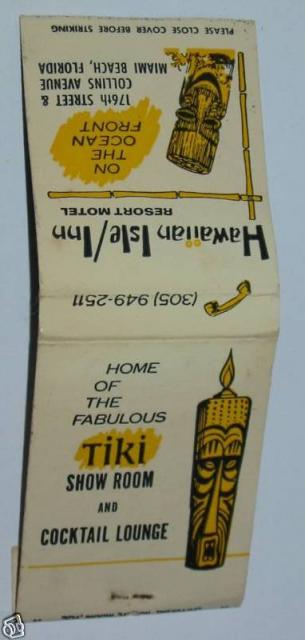 PLEASE CLOSE COVER BEFORE STRIKING
176th STREET &
COLLINS AVENUE
MIAMI BEACH, FLORIDA
ON
THE
OCEAN
FRONT
Hawaiian Isle/Inn
RESORT MOTEL
(305) 949-2511
HOME
OF
THE
FABULOUS
TiKi
SHOW ROOM
AND
COCKTAIL LOUNGE